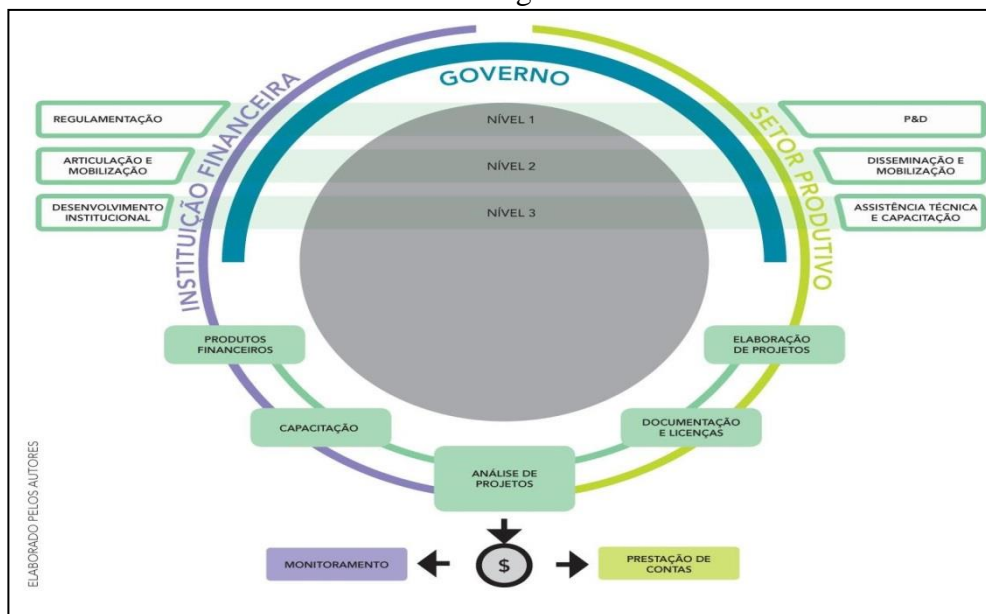 GOVERNO
INSTITUIÇÃO FINANCEIRA
SETOR PRODUTIVO
REGULAMENTAÇÃO
NÍVEL 1
P&D
ARTICULAÇÃO E
MOBILIZAÇÃO
NÍVEL 2
DISSEMINAÇÃO E
MOBILIZAÇÃO
DESENVOLVIMENTO
INSTITUCIONAL
NÍVEL 3
ASSISTÊNCIA TÉCNICA
E CAPACITAÇÃO
PRODUTOS
FINANCEIROS
ELABORAÇÃO
DE PROJETOS
CAPACITAÇÃO
DOCUMENTAÇÃO
E LICENÇAS
ANÁLISE DE
PROJETOS
$
MONITORAMENTO
PRESTAÇÃO DE
CONTAS
ELABORADO PELOS AUTORES